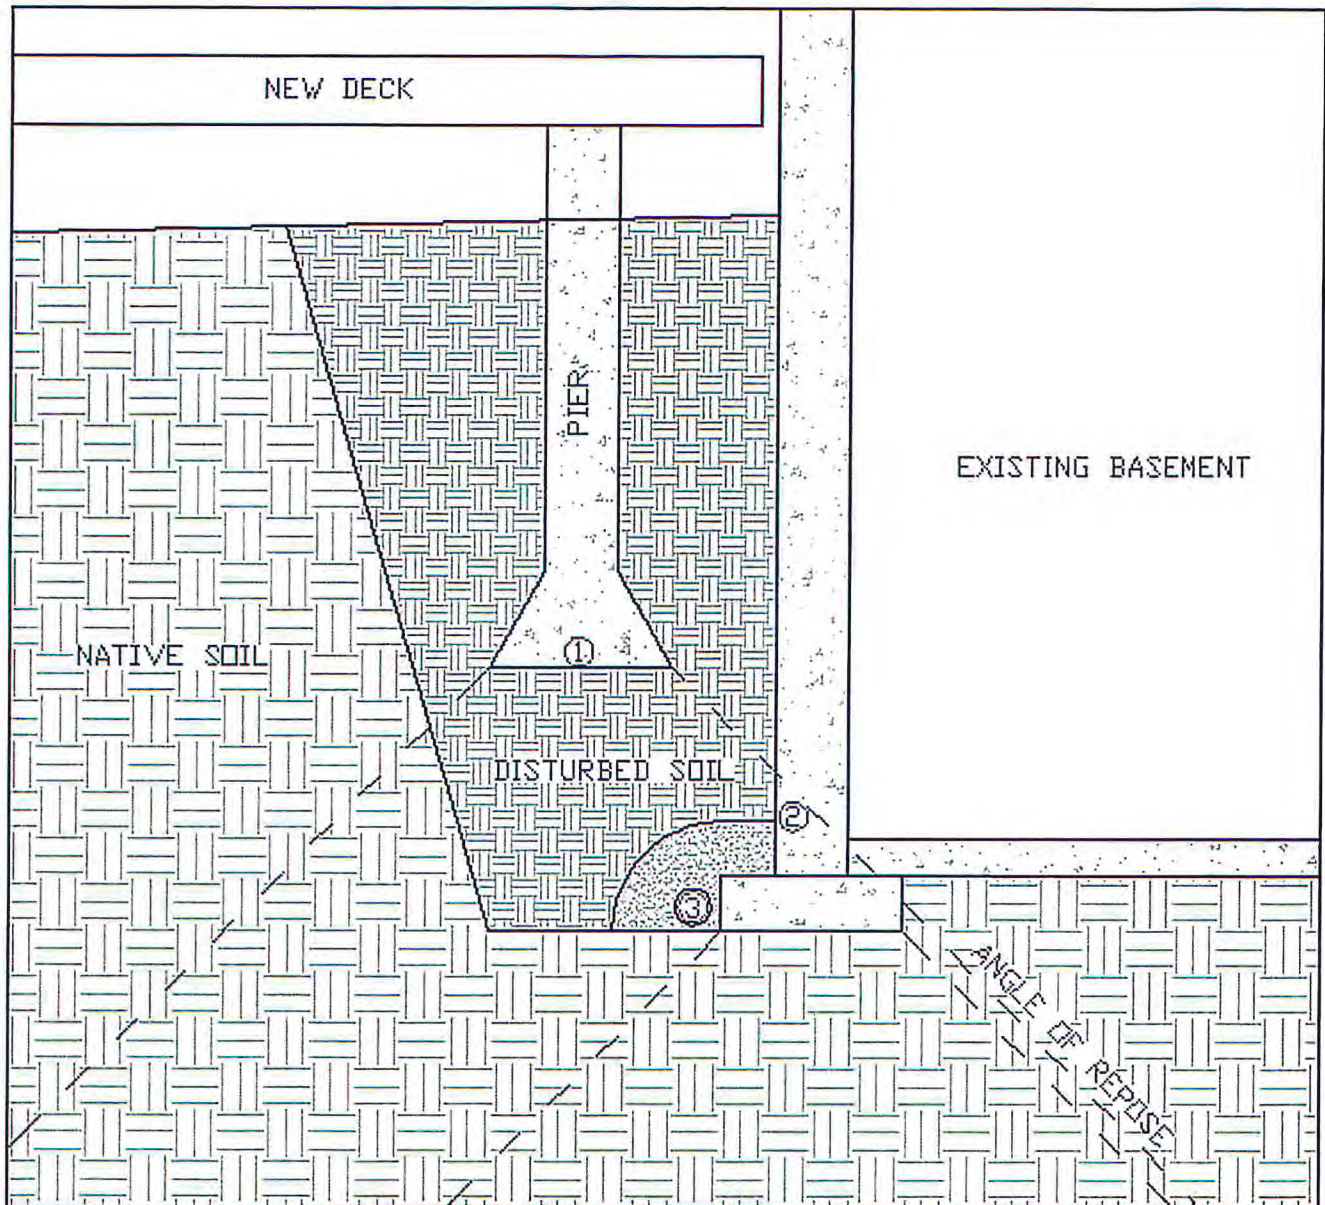 NEW DECK
PIER
EXISTING BASEMENT
NATIVE SOIL
1
DISTURBED SOIL
2
3
ANGLE OF REPOSE